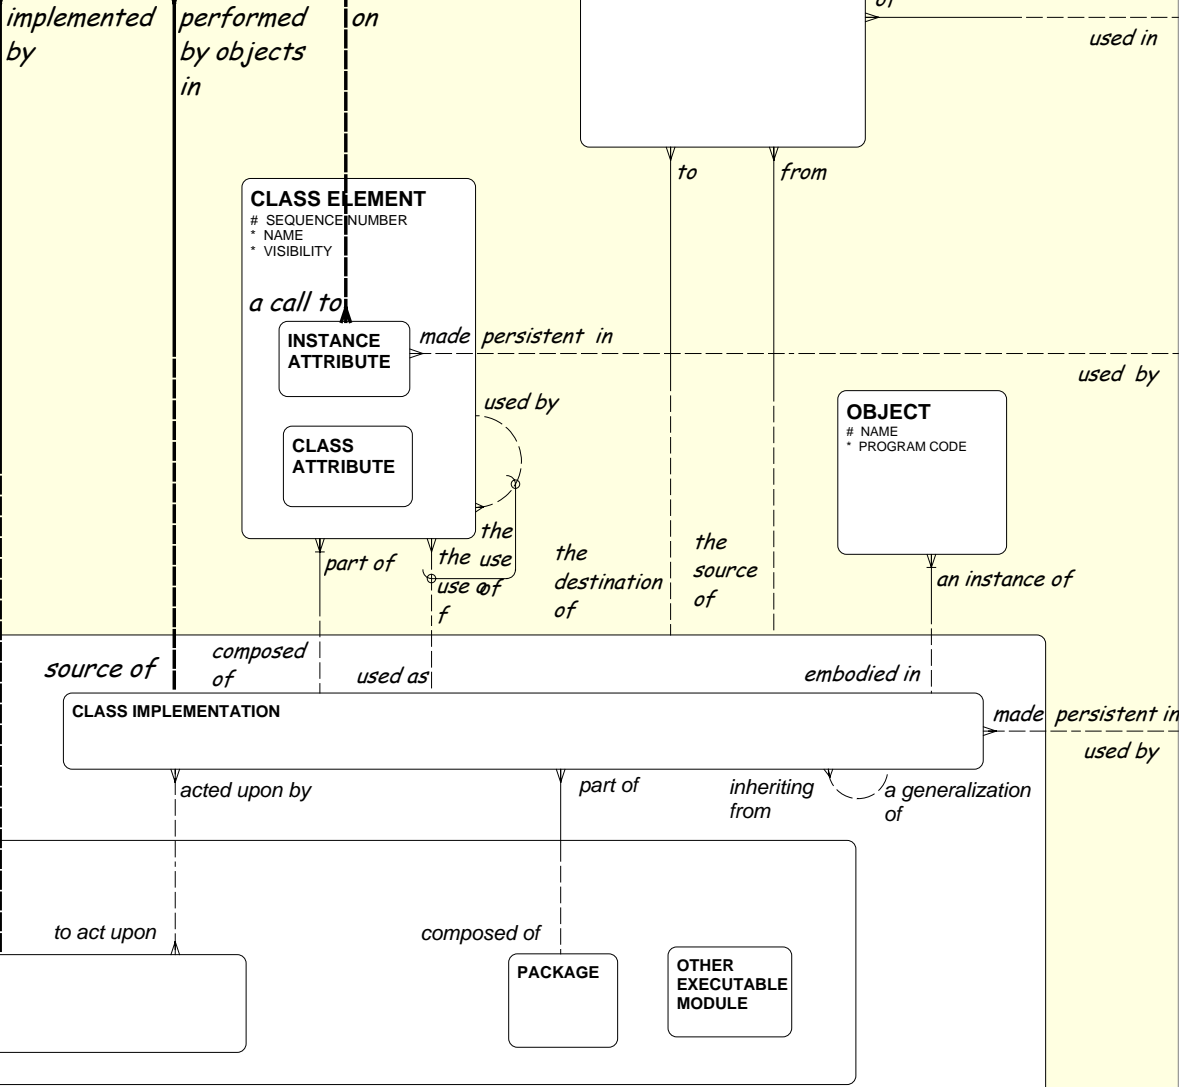 implemented
by
performed
by objects
in
on
of
used in
to
from
CLASS ELEMENT
# SEQUENCE NUMBER
* NAME
* VISIBILITY
a call to
INSTANCE
ATTRIBUTE
made persistent in
used by
used by
CLASS
ATTRIBUTE
OBJECT
# NAME
* PROGRAM CODE
the
use
of
part of
the
use o
f
the
destination
of
the
source
of
an instance of
source of
composed
of
used as
embodied in
CLASS IMPLEMENTATION
made persistent in
used by
acted upon by
part of
inheriting
from
a generalization
of
to act upon
composed of
PACKAGE
OTHER
EXECUTABLE
MODULE